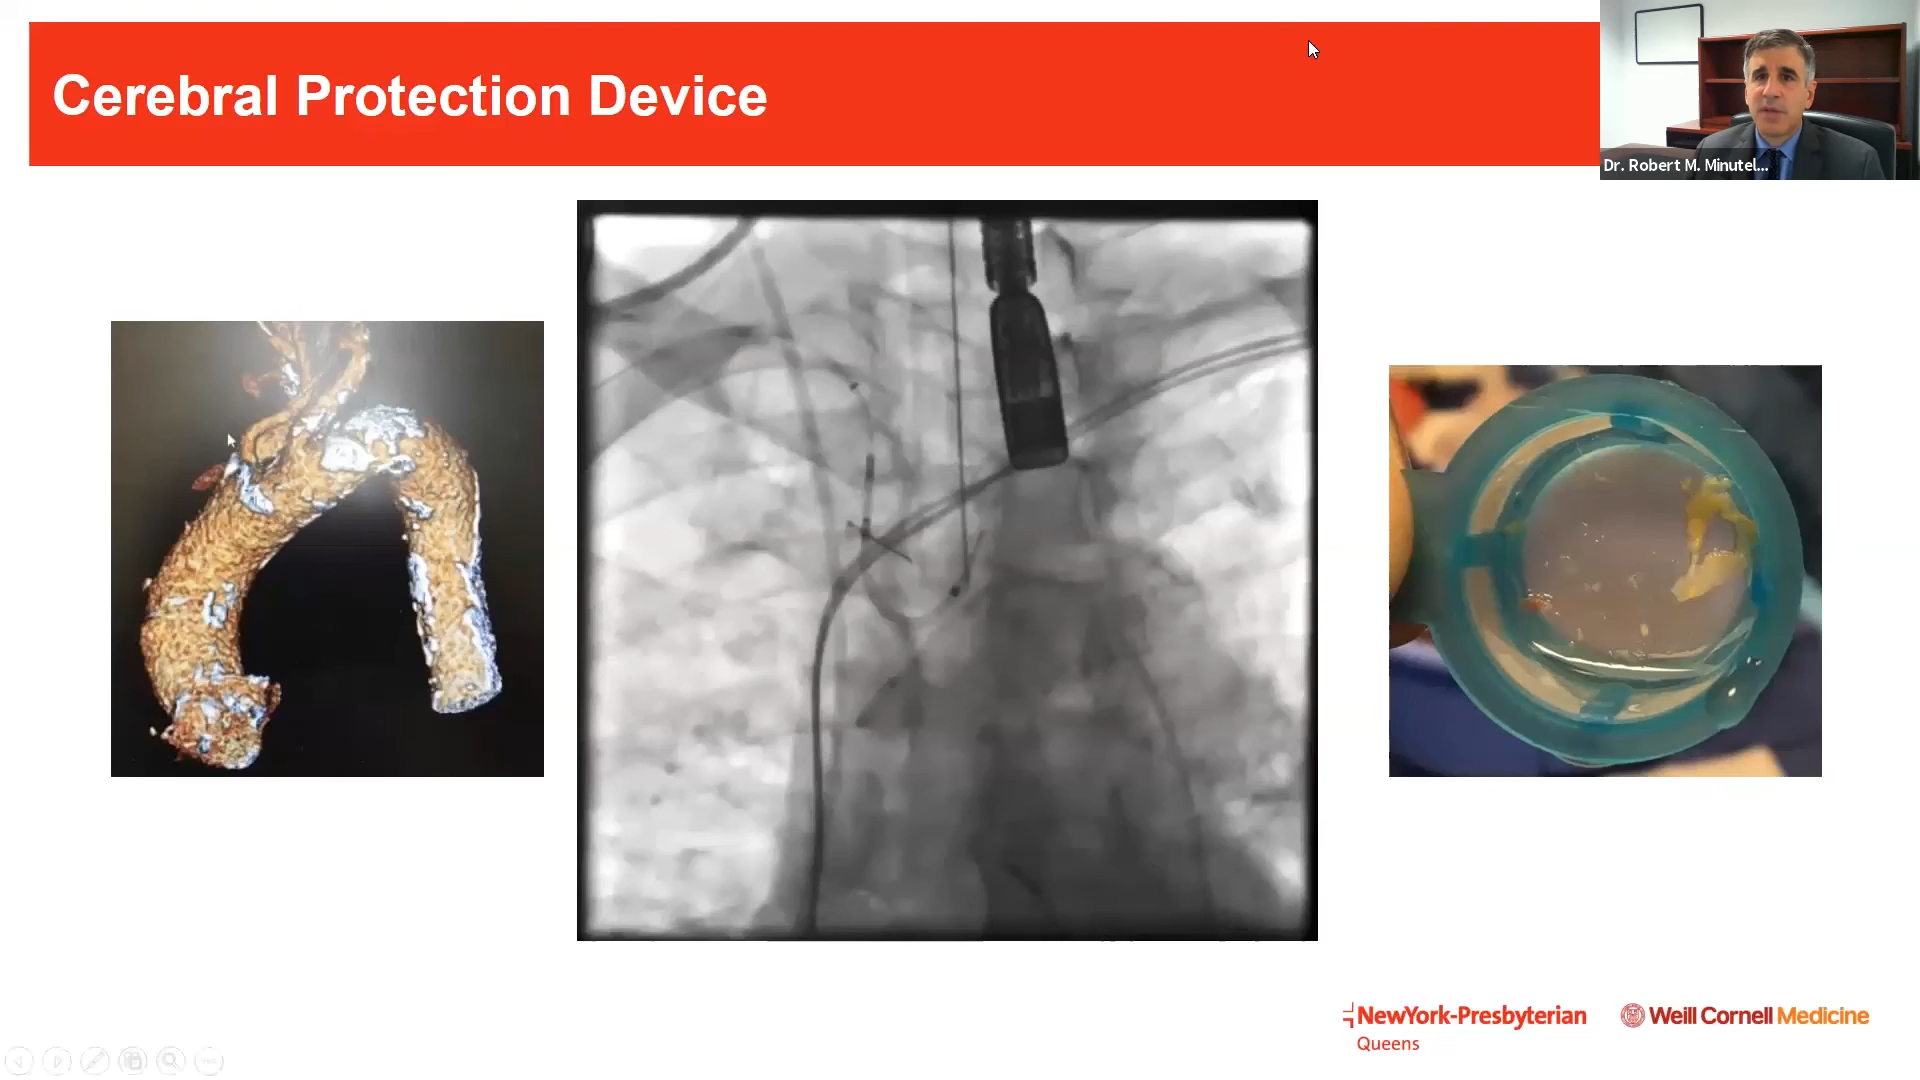 Cerebral Protection Device
Dr. Robert M. Minutel...
NewYork-Presbyterian
Queens
Weill Cornell Medicine